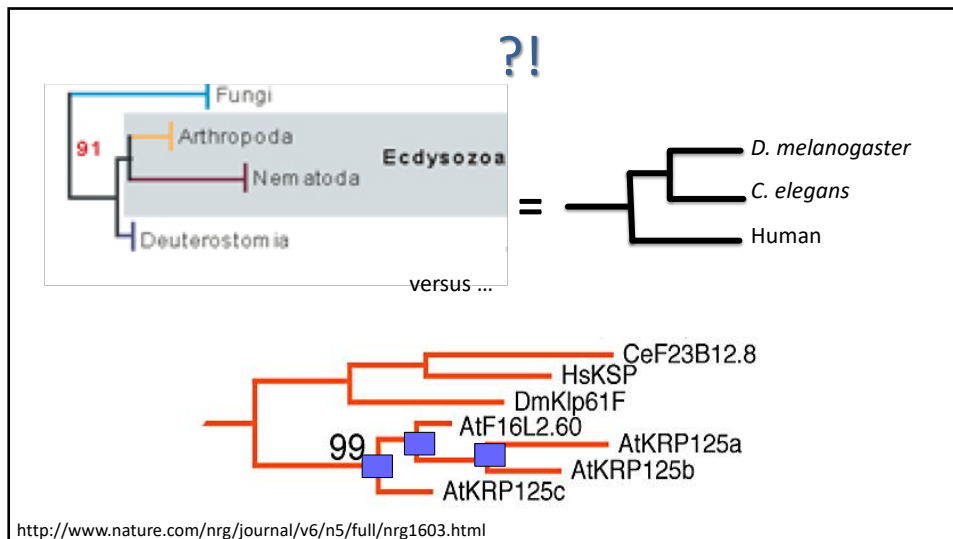 ?!
Fungi
91
Arthropoda
Ecdysozoa
Nematoda
Deuterostomia
=
D. melanogaster
C. elegans
Human
versus …
CeF23B12.8
HsKSP
DmKlp61F
AtF16L2.60
99
AtKRP125a
AtKRP125b
AtKRP125c
http://www.nature.com/nrg/journal/v6/n5/full/nrg1603.html